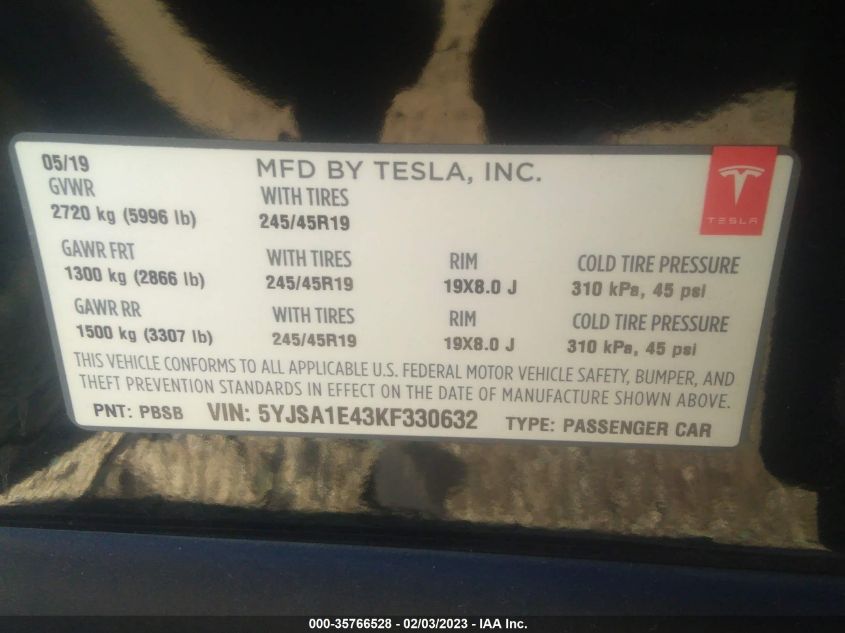 05/19 MFD BY TESLA, INC.
GVWR WITH TIRES
2720 kg (5996 lb) 245/45R19
TESLA
GAWR FRT WITH TIRES RIM COLD TIRE PRESSURE
1300 kg (2866 lb) 245/45R19 19X8.0 J 310 kPa, 45 psi
GAWR RR WITH TIRES RIM COLD TIRE PRESSURE
1500 kg (3307 lb) 245/45R19 19X8.0 J 310 kPa, 45 psi
THIS VEHICLE CONFORMS TO ALL APPLICABLE U.S. FEDERAL MOTOR VEHICLE SAFETY, BUMPER, AND
THEFT PREVENTION STANDARDS IN EFFECT ON THE DATE OF MANUFACTURE SHOWN ABOVE.
PNT: PBSB VIN: 5YJSA1E43KF330632 TYPE: PASSENGER CAR
000-35766528 - 02/03/2023 - IAA Inc.